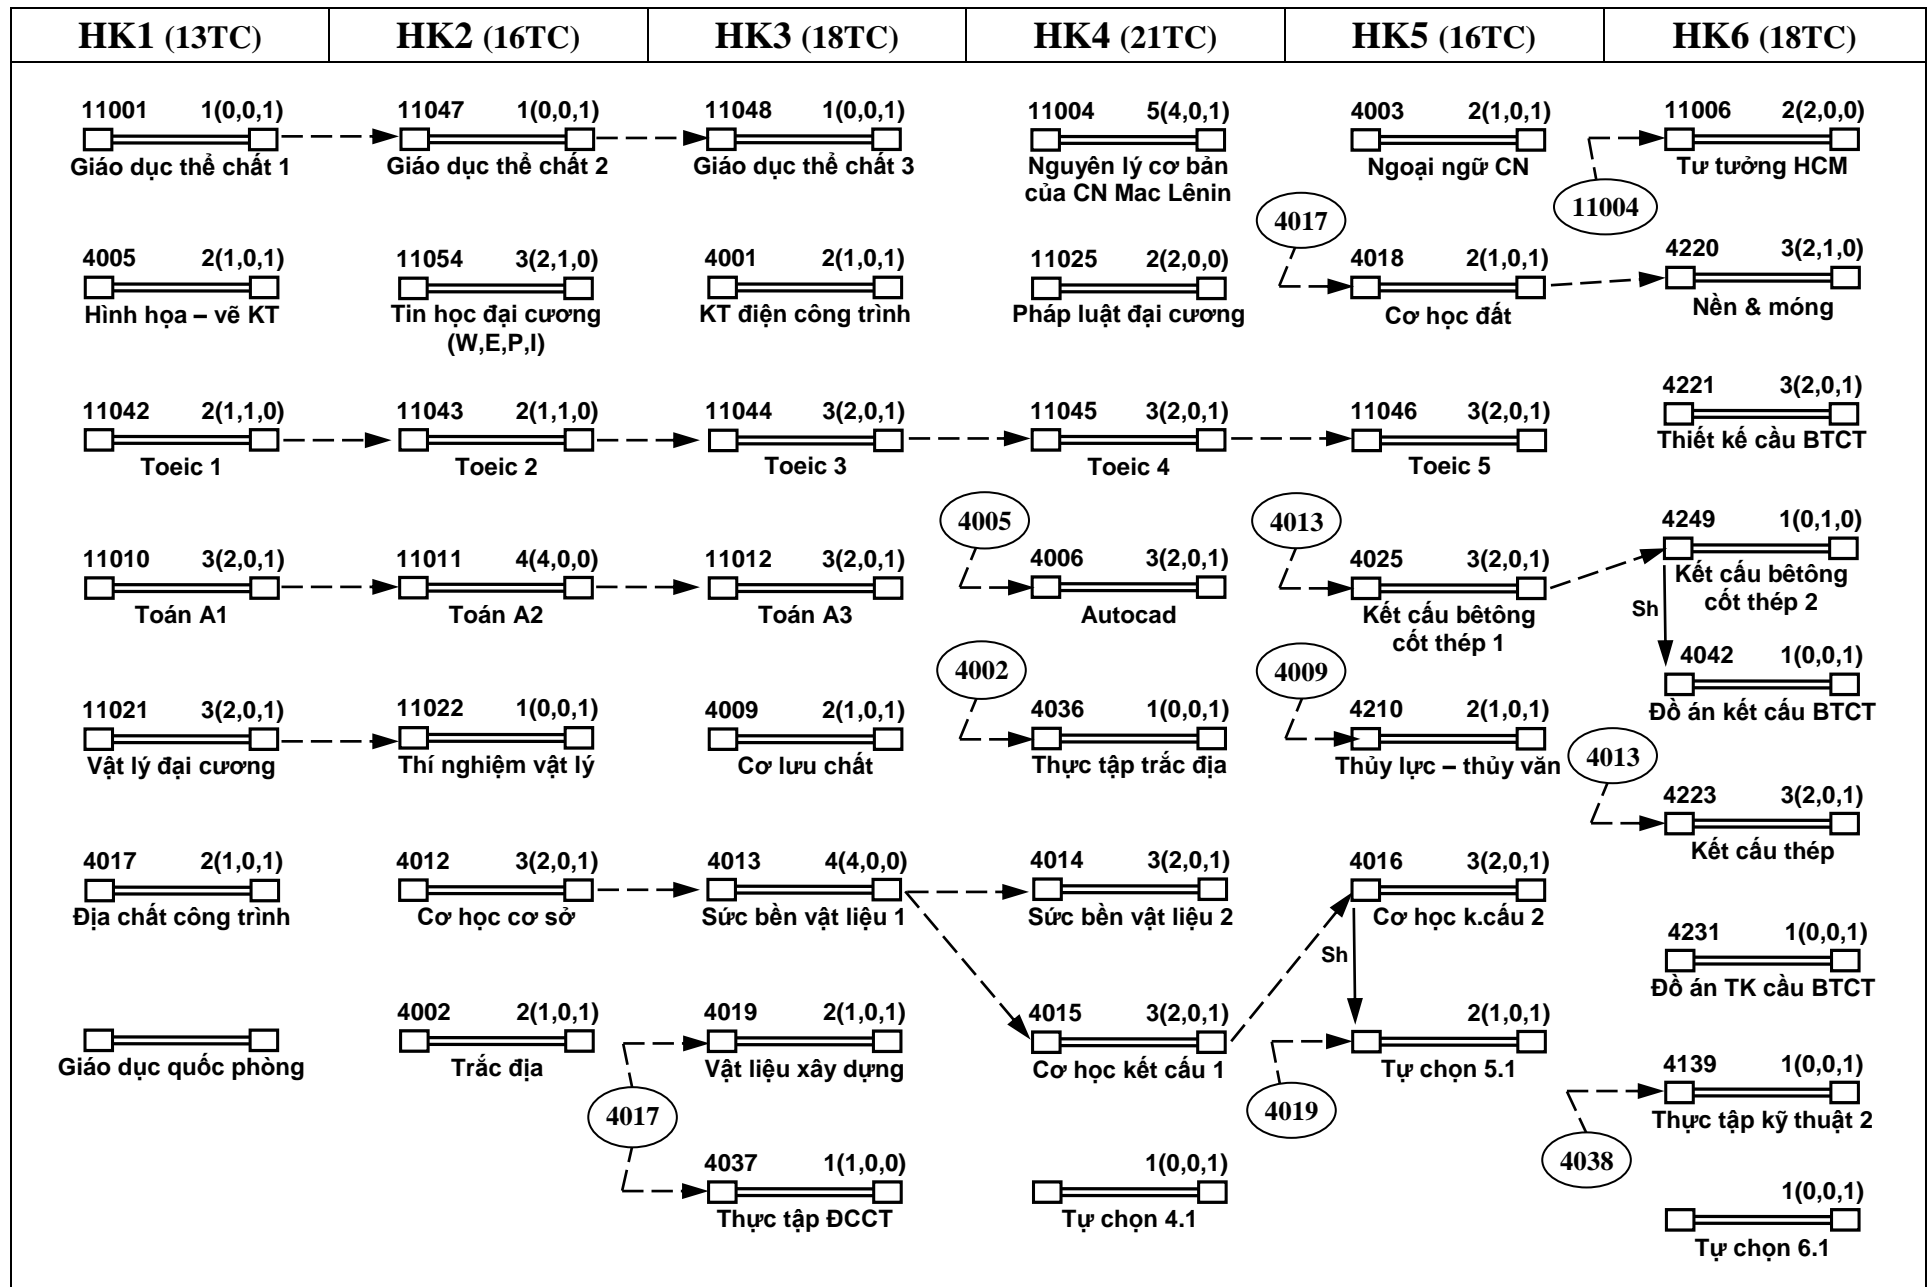 HK1 (13TC) HK2 (16TC) HK3 (18TC) HK4 (21TC) HK5 (16TC) HK6 (18TC)
11001 1(0,0,1)
Giáo dục thể chất 1
4005 2(1,0,1)
Hình họa – vẽ KT
11042 2(1,1,0)
Toeic 1
11010 3(2,0,1)
Toán A1
11021 3(2,0,1)
Vật lý đại cương
4017 2(1,0,1)
Địa chất công trình
Giáo dục quốc phòng
11047 1(0,0,1)
Giáo dục thể chất 2
11054 3(2,1,0)
Tin học đại cương
(W,E,P,I)
11043 2(1,1,0)
Toeic 2
11011 4(4,0,0)
Toán A2
11022 1(0,0,1)
Thí nghiệm vật lý
4012 3(2,0,1)
Cơ học cơ sở
4002 2(1,0,1)
Trắc địa
11048 1(0,0,1)
Giáo dục thể chất 3
4001 2(1,0,1)
KT điện công trình
11044 3(2,0,1)
Toeic 3
11012 3(2,0,1)
Toán A3
4009 2(1,0,1)
Cơ lưu chất
4013 4(4,0,0)
Sức bền vật liệu 1
4019 2(1,0,1)
Vật liệu xây dựng
4017
4037 1(1,0,0)
Thực tập ĐCCT
11004 5(4,0,1)
Nguyên lý cơ bản
của CN Mac Lênin
11025 2(2,0,0)
Pháp luật đại cương
11045 3(2,0,1)
Toeic 4
4005
4006 3(2,0,1)
Autocad
4002
4036 1(0,0,1)
Thực tập trắc địa
4014 3(2,0,1)
Sức bền vật liệu 2
4015 3(2,0,1)
Cơ học kết cấu 1
1(0,0,1)
Tự chọn 4.1
4003 2(1,0,1)
Ngoại ngữ CN
4017
4018 2(1,0,1)
Cơ học đất
11046 3(2,0,1)
Toeic 5
4013
4025 3(2,0,1)
Kết cấu bêtông
cốt thép 1
4009
4210 2(1,0,1)
Thủy lực – thủy văn
4016 3(2,0,1)
Cơ học k.cấu 2
Sh
2(1,0,1)
Tự chọn 5.1
4019
11006 2(2,0,0)
Tư tưởng HCM
11004
4220 3(2,1,0)
Nền & móng
4221 3(2,0,1)
Thiết kế cầu BTCT
4249 1(0,1,0)
Kết cấu bêtông
cốt thép 2
Sh
4042 1(0,0,1)
Đồ án kết cấu BTCT
4013
4223 3(2,0,1)
Kết cấu thép
4231 1(0,0,1)
Đồ án TK cầu BTCT
4139 1(0,0,1)
Thực tập kỹ thuật 2
4038
1(0,0,1)
Tự chọn 6.1